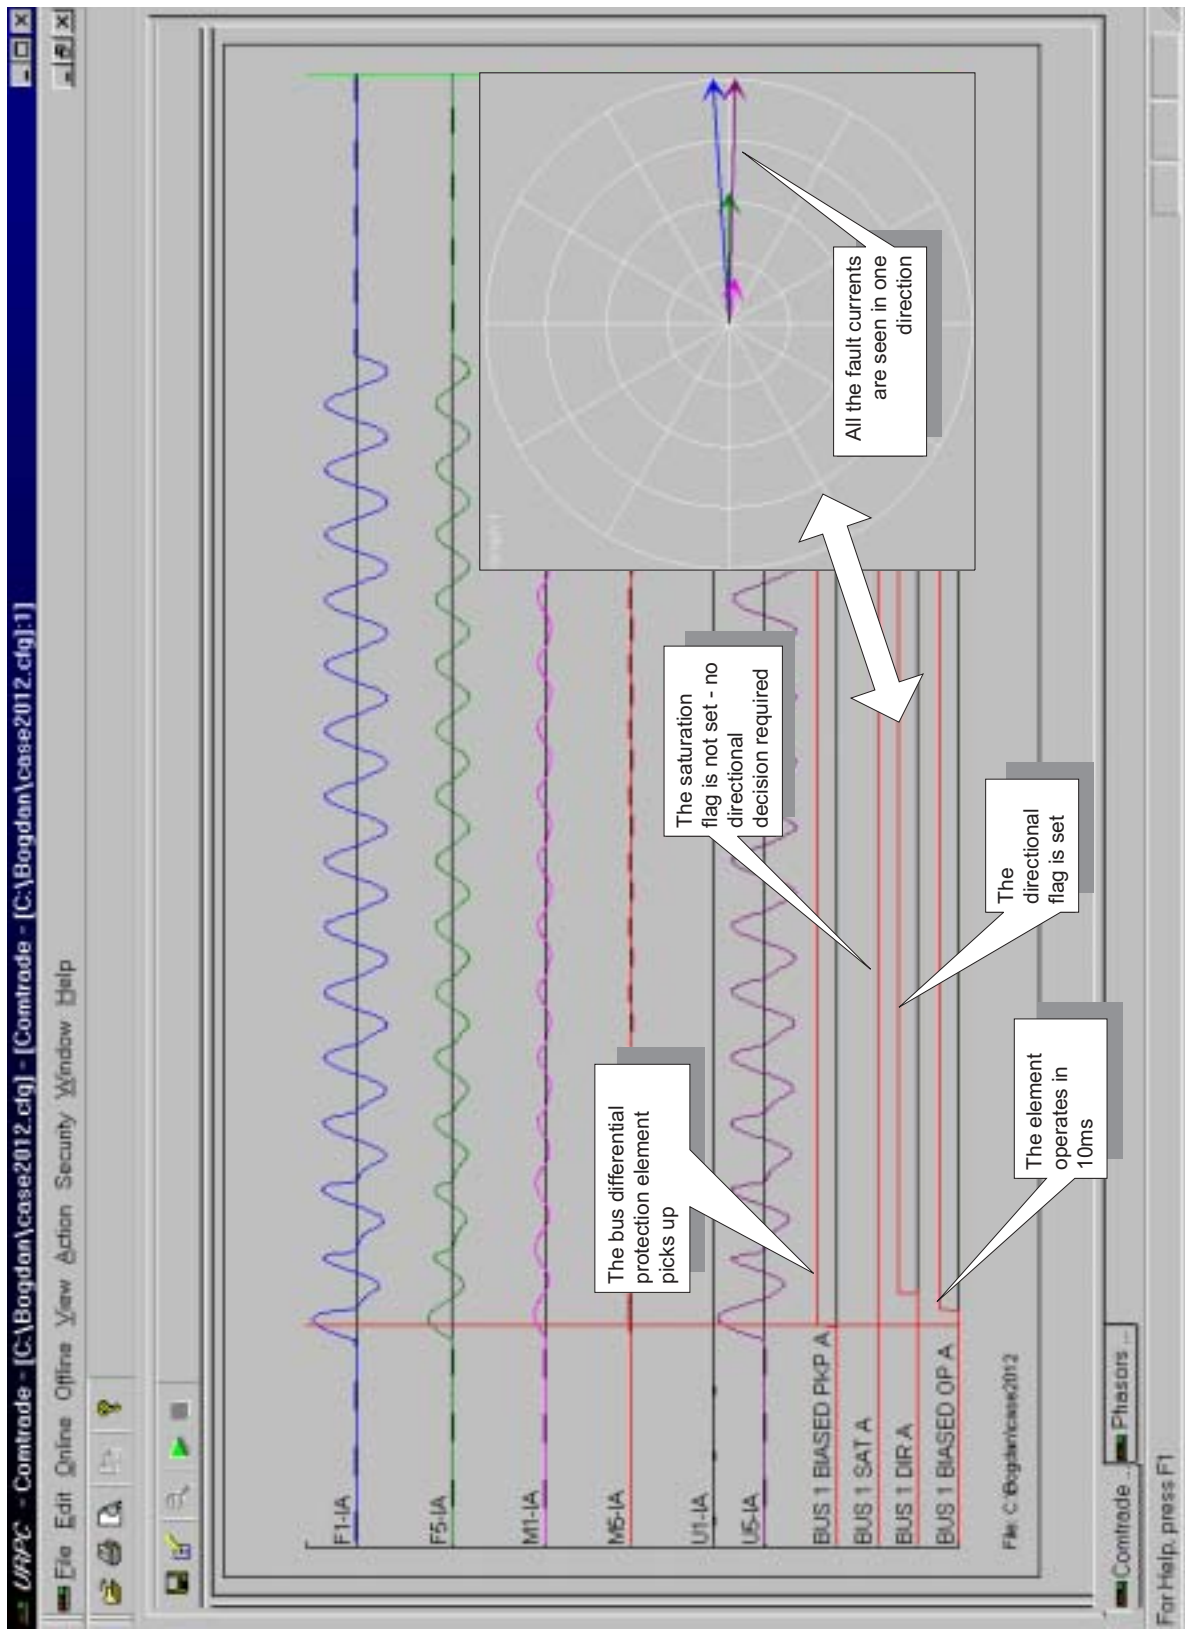 URPC - Comtrade - [C:\Bogdan\case2012.cfg] - [Comtrade - [C:\Bogdan\case2012.cfg]:1]
File Edit Online Offline View Action Security Window Help
F1-IA
F5-IA
M1-IA
M5-IA
U1-IA
U5-IA
BUS 1 BIASED PKP A
BUS 1 SAT A
BUS 1 DIR A
BUS 1 BIASED OP A
The bus differential
protection element
picks up
The saturation
flag is not set - no
directional
decision required
All the fault currents
are seen in one
direction
The element
operates in
10ms
The
directional
flag is set
File: C:\Bogdan\case2012
Comtrade ...
Phasors ...
For Help, press F1